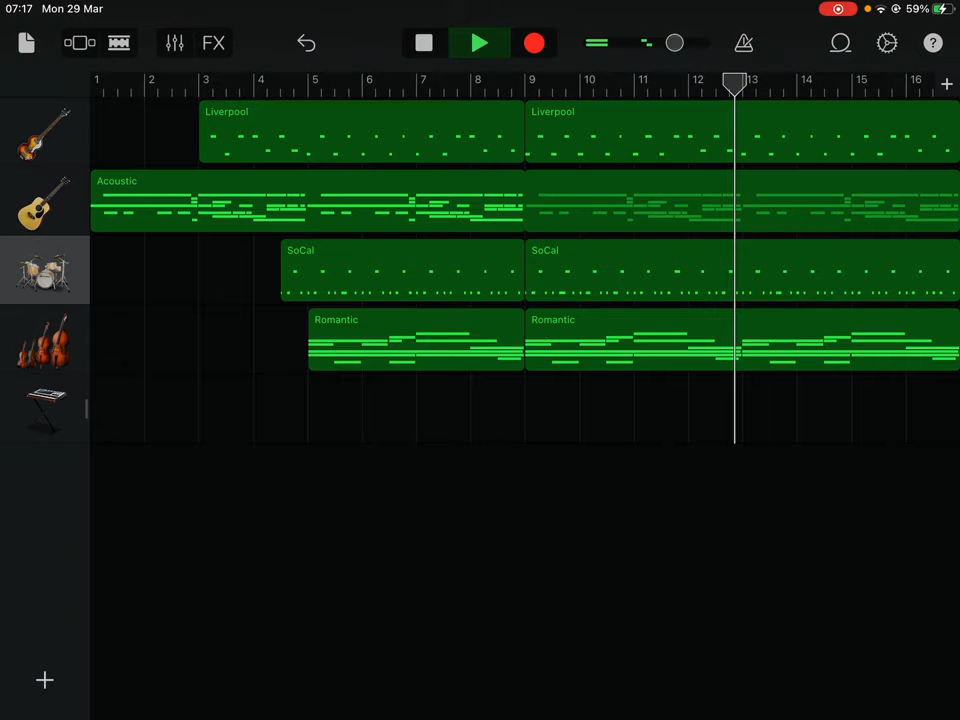 07:17 Mon 29 Mar 59%
FX ?
1 2 3 4 5 6 7 8 9 10 11 12 13 14 15 16 +
Liverpool Liverpool
Acoustic
SoCal SoCal
Romantic Romantic
+